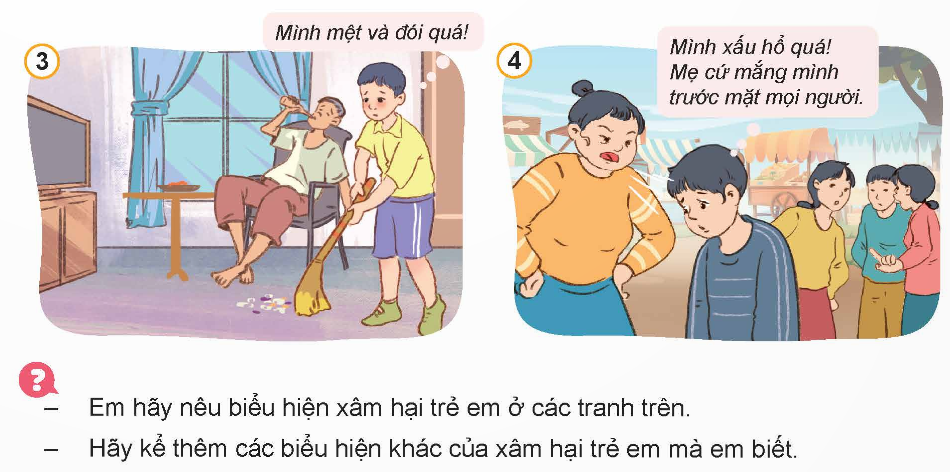 3
Mình mệt và đói quá!
4
Mình xấu hổ quá!
Mẹ cứ mắng mình
trước mặt mọi người.
?
– Em hãy nêu biểu hiện xâm hại trẻ em ở các tranh trên.
– Hãy kể thêm các biểu hiện khác của xâm hại trẻ em mà em biết.